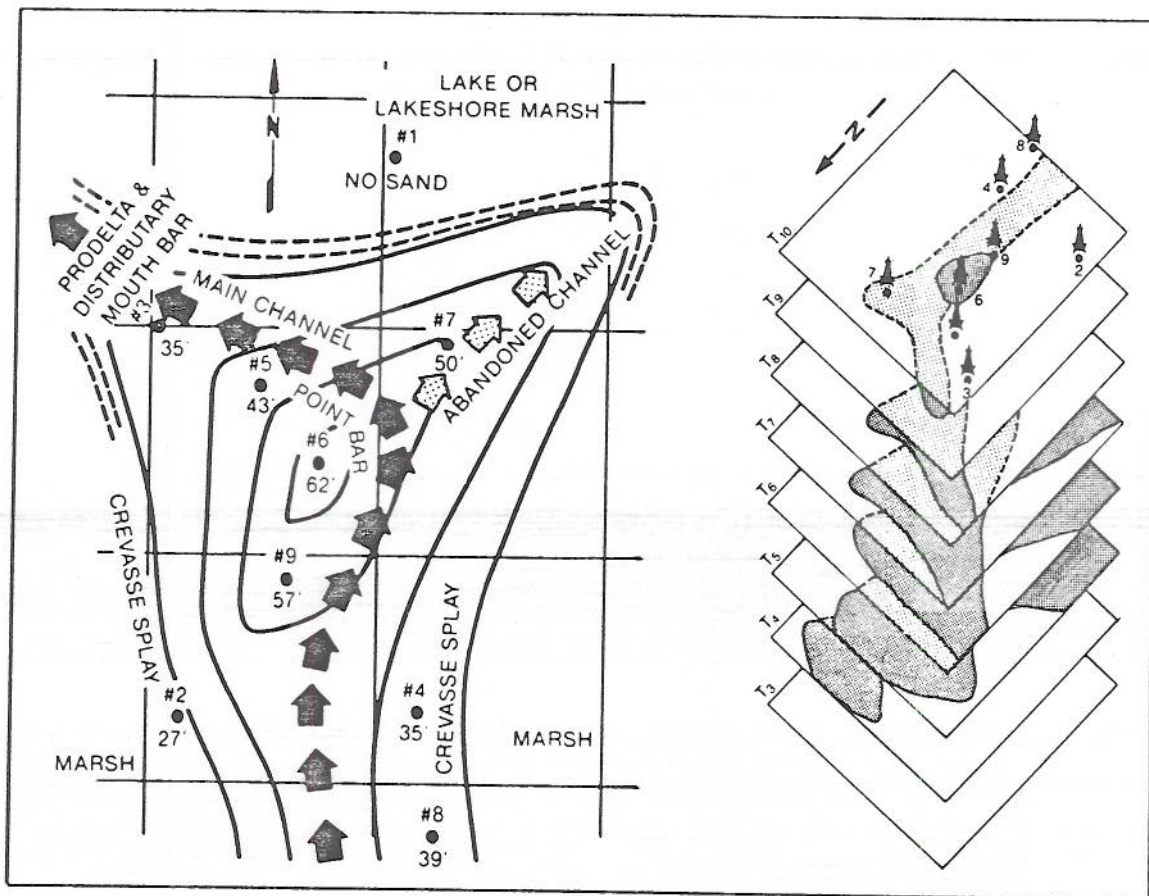 LAKE OR
LAKESHORE MARSH
N
#1
NO SAND
PRODELTA &
DISTRIBUTARY
MOUTH BAR
MAIN CHANNEL
ABANDONED CHANNEL
#3
35'
#7
50'
#5
43'
POINT
BAR
#6
62'
#9
57'
CREVASSE SPLAY
CREVASSE SPLAY
#2
27'
#4
35'
MARSH
MARSH
#8
39'
N
8
4
T10
9
2
7
6
T9
3
T8
T7
T6
T5
T4
T3